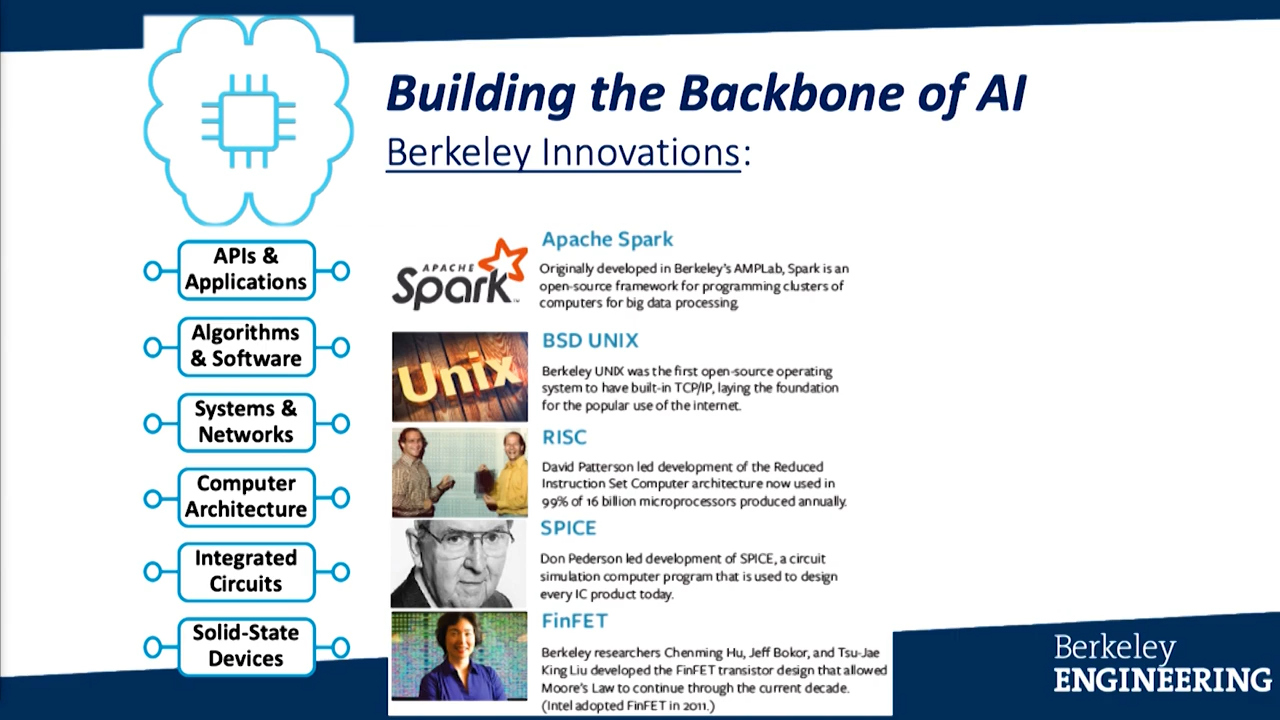 Building the Backbone of AI
Berkeley Innovations:
APIs &
Applications
Algorithms
& Software
Systems &
Networks
Computer
Architecture
Integrated
Circuits
Solid-State
Devices
APACHE
Spark™
Apache Spark
Originally developed in Berkeley's AMPLab, Spark is an
open-source framework for programming clusters of
computers for big data processing.
Unix
BSD UNIX
Berkeley UNIX was the first open-source operating
system to have built-in TCP/IP, laying the foundation
for the popular use of the internet.
RISC
David Patterson led development of the Reduced
Instruction Set Computer architecture now used in
99% of 16 billion microprocessors produced annually.
SPICE
Don Pederson led development of SPICE, a circuit
simulation computer program that is used to design
every IC product today.
FinFET
Berkeley researchers Chenming Hu, Jeff Bokor, and Tsu-Jae
King Liu developed the FinFET transistor design that allowed
Moore's Law to continue through the current decade.
(Intel adopted FinFET in 2011.)
Berkeley
ENGINEERING